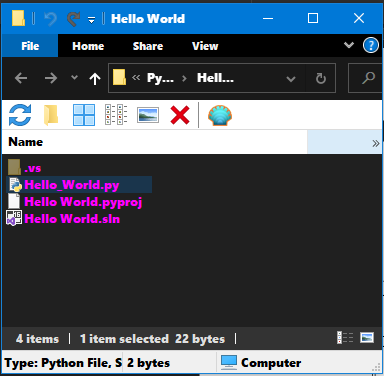 Hello World
File Home Share View
Py... Hell...
Name
.vs
Hello_World.py
Hello World.pyproj
Hello World.sln
4 items 1 item selected 22 bytes
Type: Python File, S 2 bytes Computer